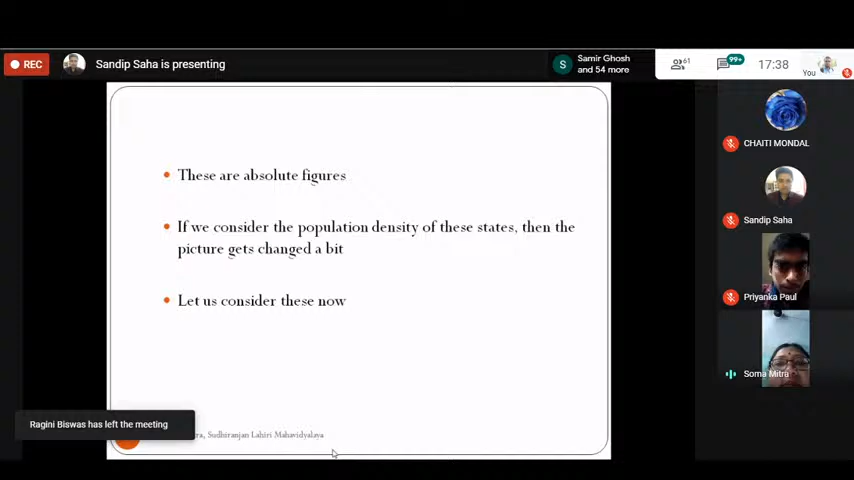 REC
Sandip Saha is presenting
S
Samir Ghosh
and 54 more
61
99+
17:38
You
CHAITI MONDAL
Sandip Saha
Priyanka Paul
Soma Mitra
• These are absolute figures
• If we consider the population density of these states, then the
picture gets changed a bit
• Let us consider these now
Ragini Biswas has left the meeting
ra, Sudhiranjan Lahiri Mahavidyalaya